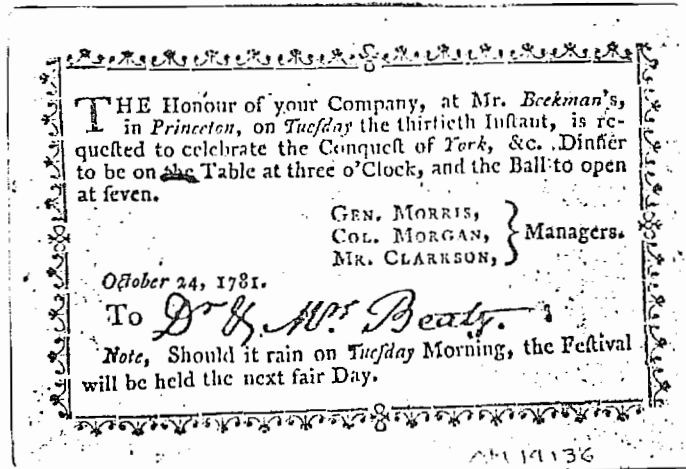 THE Honour of your Company, at Mr. Beekman's,
in Princeton, on Tueſday the thirtieth Inſtant, is re-
queſted to celebrate the Conqueſt of York, &c. Dinner
to be on the Table at three o'Clock, and the Ball to open
at ſeven.
GEN. MORRIS,
COL. MORGAN, } Managers.
MR. CLARKSON,
October 24, 1781.
To Dr & Mrs Beaty.
Note, Should it rain on Tueſday Morning, the Feſtival
will be held the next fair Day.
AM 19136